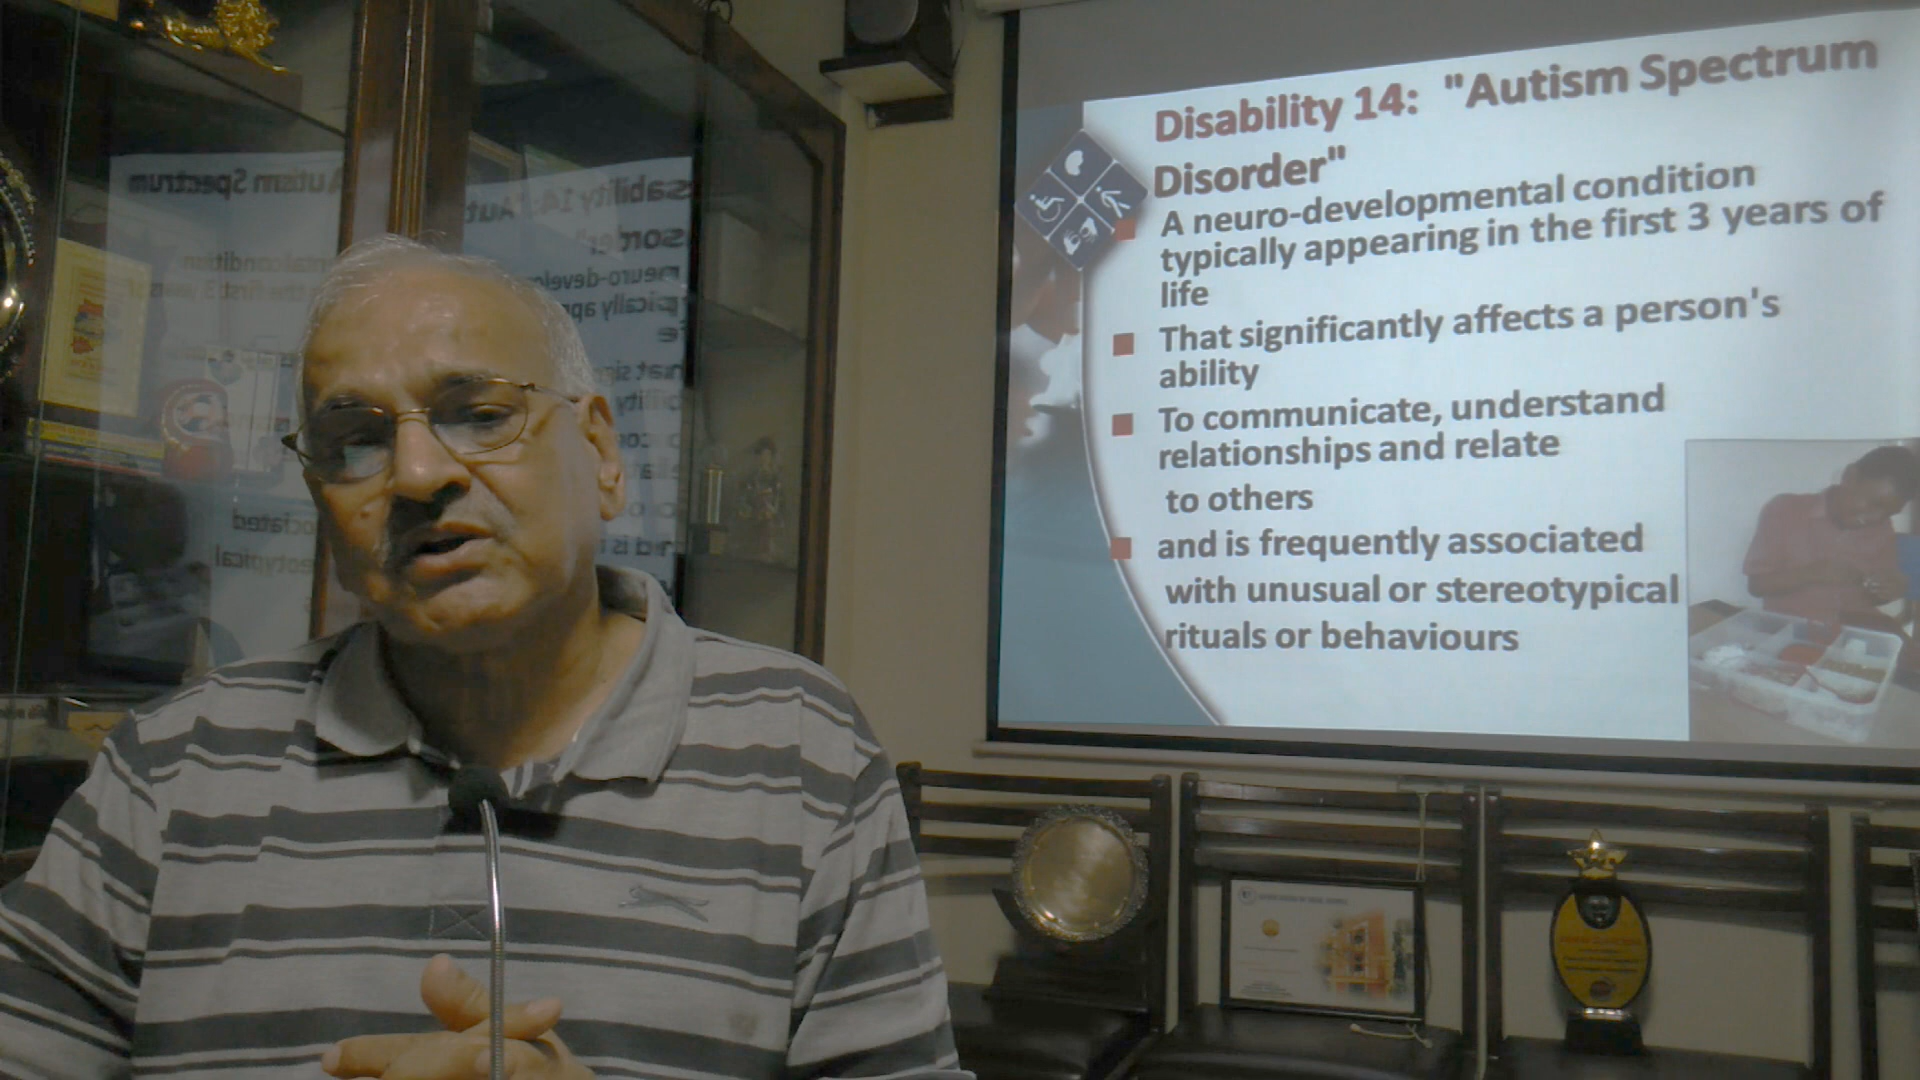 Disability 14: "Autism Spectrum
Disorder"
A neuro-developmental condition
typically appearing in the first 3 years of
life
That significantly affects a person's
ability
To communicate, understand
relationships and relate
to others
and is frequently associated
with unusual or stereotypical
rituals or behaviours